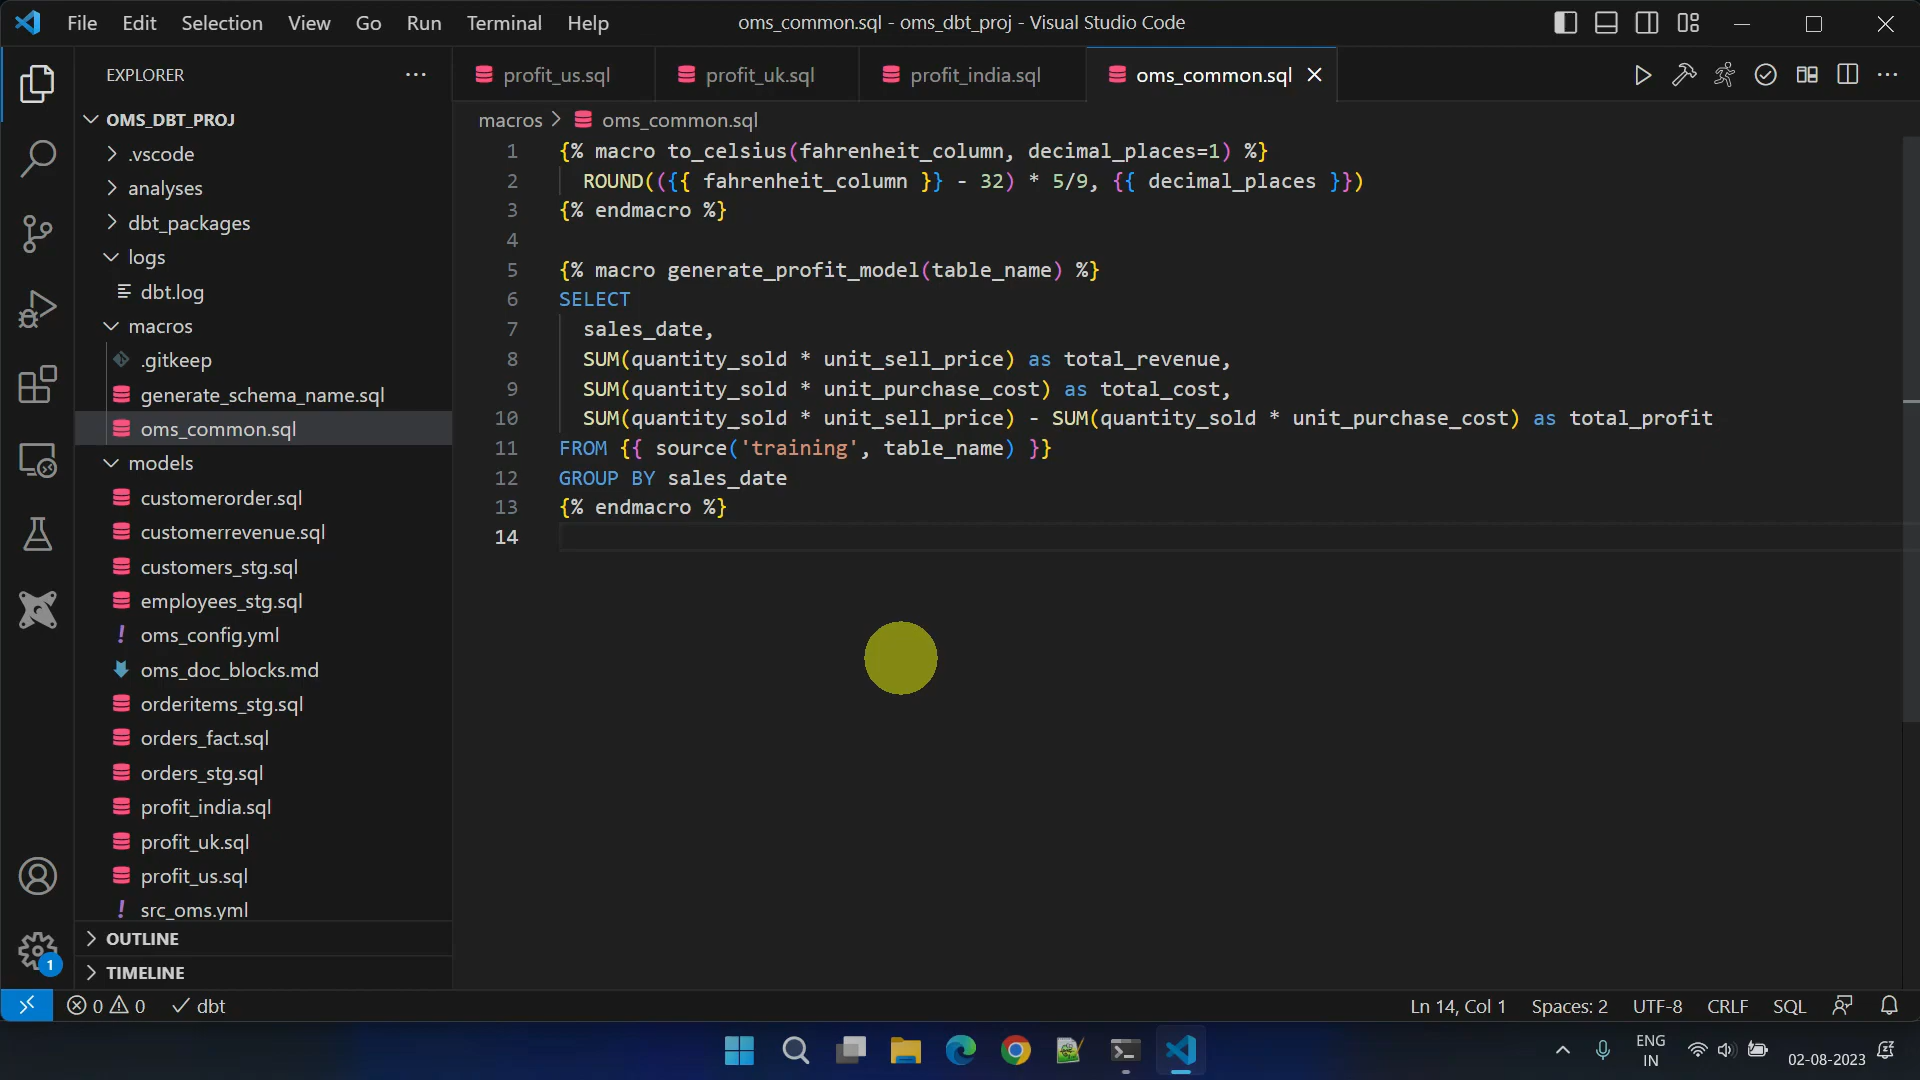 File Edit Selection View Go Run Terminal Help
oms_common.sql - oms_dbt_proj - Visual Studio Code
EXPLORER
OMS_DBT_PROJ
.vscode
analyses
dbt_packages
logs
dbt.log
macros
.gitkeep
generate_schema_name.sql
oms_common.sql
models
customerorder.sql
customerrevenue.sql
customers_stg.sql
employees_stg.sql
oms_config.yml
oms_doc_blocks.md
orderitems_stg.sql
orders_fact.sql
orders_stg.sql
profit_india.sql
profit_uk.sql
profit_us.sql
src_oms.yml
OUTLINE
TIMELINE
profit_us.sql profit_uk.sql profit_india.sql oms_common.sql
macros > oms_common.sql
1 {% macro to_celsius(fahrenheit_column, decimal_places=1) %}
2 ROUND(({{ fahrenheit_column }} - 32) * 5/9, {{ decimal_places }})
3 {% endmacro %}
4
5 {% macro generate_profit_model(table_name) %}
6 SELECT
7 sales_date,
8 SUM(quantity_sold * unit_sell_price) as total_revenue,
9 SUM(quantity_sold * unit_purchase_cost) as total_cost,
10 SUM(quantity_sold * unit_sell_price) - SUM(quantity_sold * unit_purchase_cost) as total_profit
11 FROM {{ source('training', table_name) }}
12 GROUP BY sales_date
13 {% endmacro %}
14
1
0 0 dbt
Ln 14, Col 1 Spaces: 2 UTF-8 CRLF SQL
ENG
IN
02-08-2023